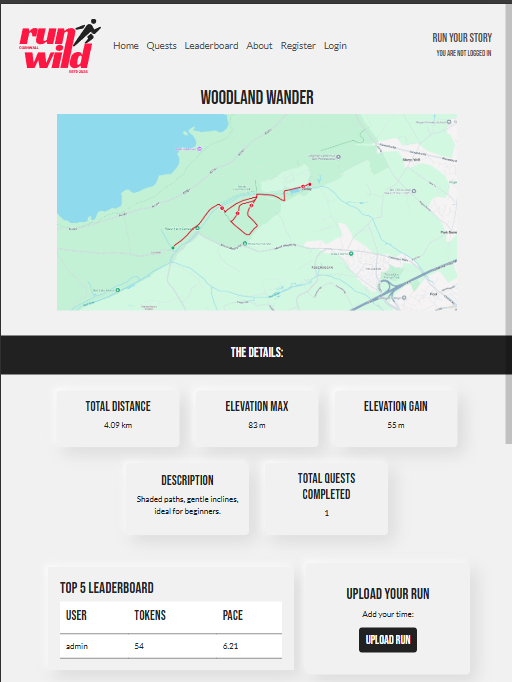 run
CORNWALL
wild
ESTD 2024
Home Quests Leaderboard About Register Login
RUN YOUR STORY
YOU ARE NOT LOGGED IN
WOODLAND WANDER
THE DETAILS:
TOTAL DISTANCE
4.09 km
ELEVATION MAX
83 m
ELEVATION GAIN
55 m
DESCRIPTION
Shaded paths, gentle inclines,
ideal for beginners.
TOTAL QUESTS
COMPLETED
1
TOP 5 LEADERBOARD
USER TOKENS PACE
admin 54 6.21
UPLOAD YOUR RUN
Add your time:
UPLOAD RUN